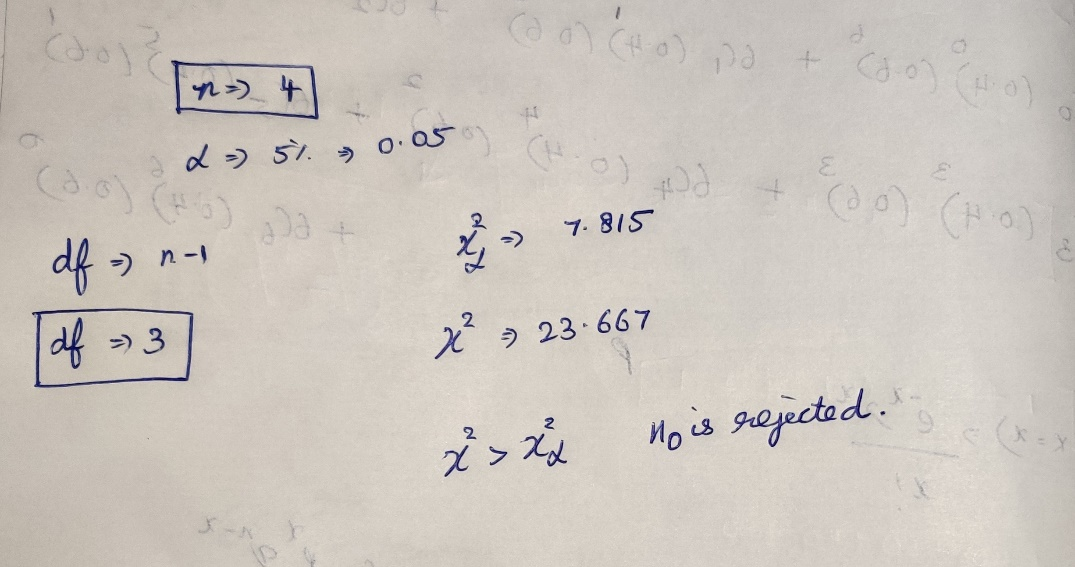 n ⇒ 4
α ⇒ 5% ⇒ 0.05
df ⇒ n-1
χ²α ⇒ 7.815
df ⇒ 3
χ² ⇒ 23.667
χ² > χ²α H₀ is rejected.